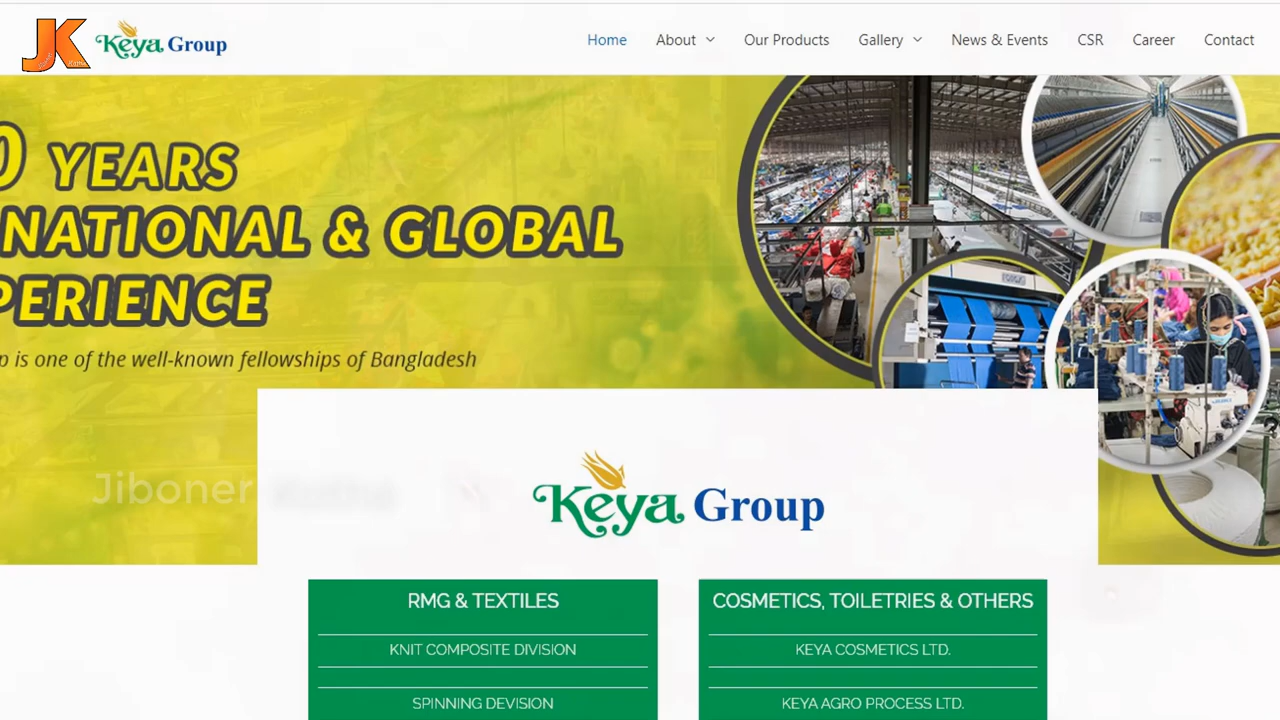 JK
Keya Group
Home About Our Products Gallery News & Events CSR Career Contact
0 YEARS
NATIONAL & GLOBAL
PERIENCE
p is one of the well-known fellowships of Bangladesh
Jiboner
Keya Group
RMG & TEXTILES
KNIT COMPOSITE DIVISION
SPINNING DEVISION
COSMETICS, TOILETRIES & OTHERS
KEYA COSMETICS LTD.
KEYA AGRO PROCESS LTD.